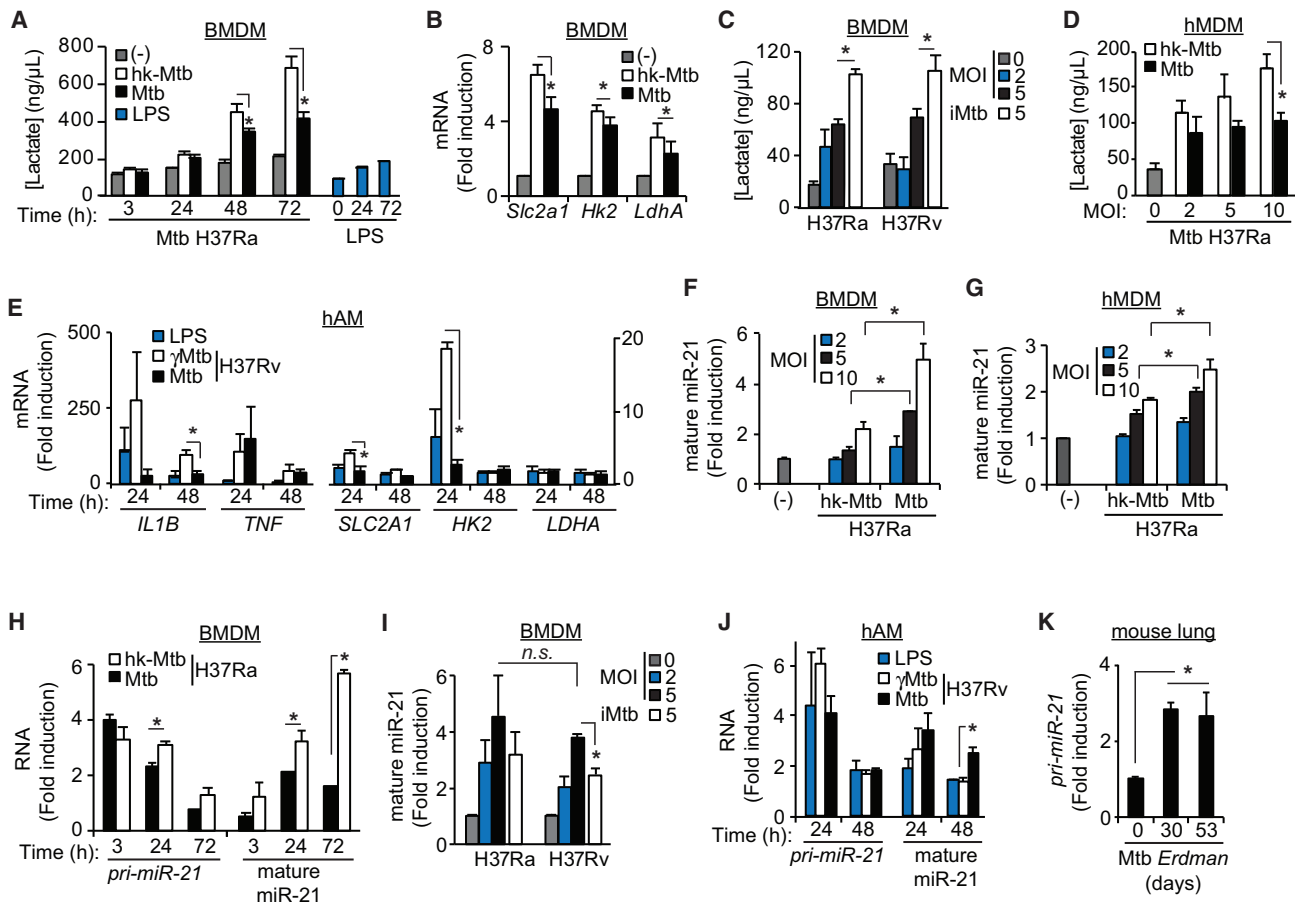 A
BMDM
[Lactate] (ng/μL)
800
600
400
200
0
(-)
hk-Mtb
Mtb
LPS
*
*
Time (h):
3 24 48 72 0 24 72
Mtb H37Ra LPS
B
BMDM
mRNA
(Fold induction)
8
4
0
(-)
hk-Mtb
Mtb
*
*
*
Slc2a1 Hk2 LdhA
C
BMDM
[Lactate] (ng/μL)
120
80
40
0
*
*
MOI
0
2
5
iMtb 5
H37Ra H37Rv
D
hMDM
[Lactate] (ng/μL)
200
150
100
50
0
hk-Mtb
Mtb
*
MOI: 0 2 5 10
Mtb H37Ra
E
hAM
mRNA
(Fold induction)
500
250
0
LPS
γMtb
Mtb
H37Rv
20
10
0
*
*
*
Time (h): 24 48 24 48 24 48 24 48 24 48
IL1B TNF SLC2A1 HK2 LDHA
F
BMDM
mature miR-21
(Fold induction)
6
4
2
0
MOI
2
5
10
*
*
(-) hk-Mtb Mtb
H37Ra
G
hMDM
mature miR-21
(Fold induction)
3
2
1
0
MOI
2
5
10
*
*
(-) hk-Mtb Mtb
H37Ra
H
BMDM
RNA
(Fold induction)
6
4
2
0
hk-Mtb
Mtb
H37Ra
*
*
*
Time (h): 3 24 72 3 24 72
pri-miR-21 mature
miR-21
I
BMDM
mature miR-21
(Fold induction)
6
4
2
0
n.s.
*
MOI
0
2
5
iMtb 5
H37Ra H37Rv
J
hAM
RNA
(Fold induction)
6
4
2
0
LPS
γMtb
Mtb
H37Rv
*
Time (h): 24 48 24 48
pri-miR-21 mature
miR-21
K
mouse lung
pri-miR-21
(Fold induction)
4
2
0
*
0 30 53
Mtb Erdman
(days)